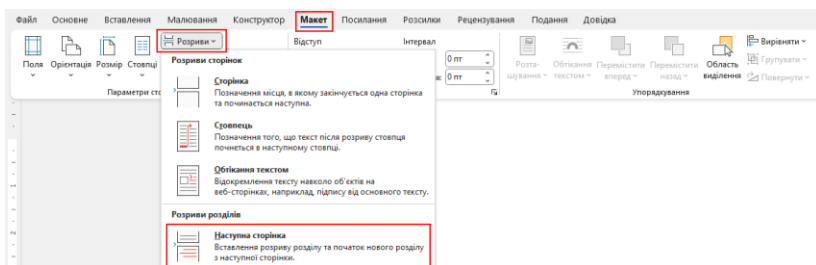 Файл Основне Вставлення Малювання Конструктор Макет Посилання Розсилки Рецензування Подання Довідка
Поля Орієнтація Розмір Стовпці
Розриви
Відступ Інтервал
0 пт
0 пт
Розта-
шування
Обтікання
текстом
Перемістити
вперед
Перемістити
назад
Область
виділення
Вирівняти
Групувати
Повернути
Параметри сто
Упорядкування
Розриви сторінок
Сторінка
Позначення місця, в якому закінчується одна сторінка
та починається наступна.
Стовпець
Позначення того, що текст після розриву стовпця
почнеться в наступному стовпці.
Обтікання текстом
Відокремлення тексту навколо об'єктів на
веб-сторінках, наприклад, підпису від основного тексту.
Розриви розділів
Наступна сторінка
Вставлення розриву розділу та початок нового розділу
з наступної сторінки.